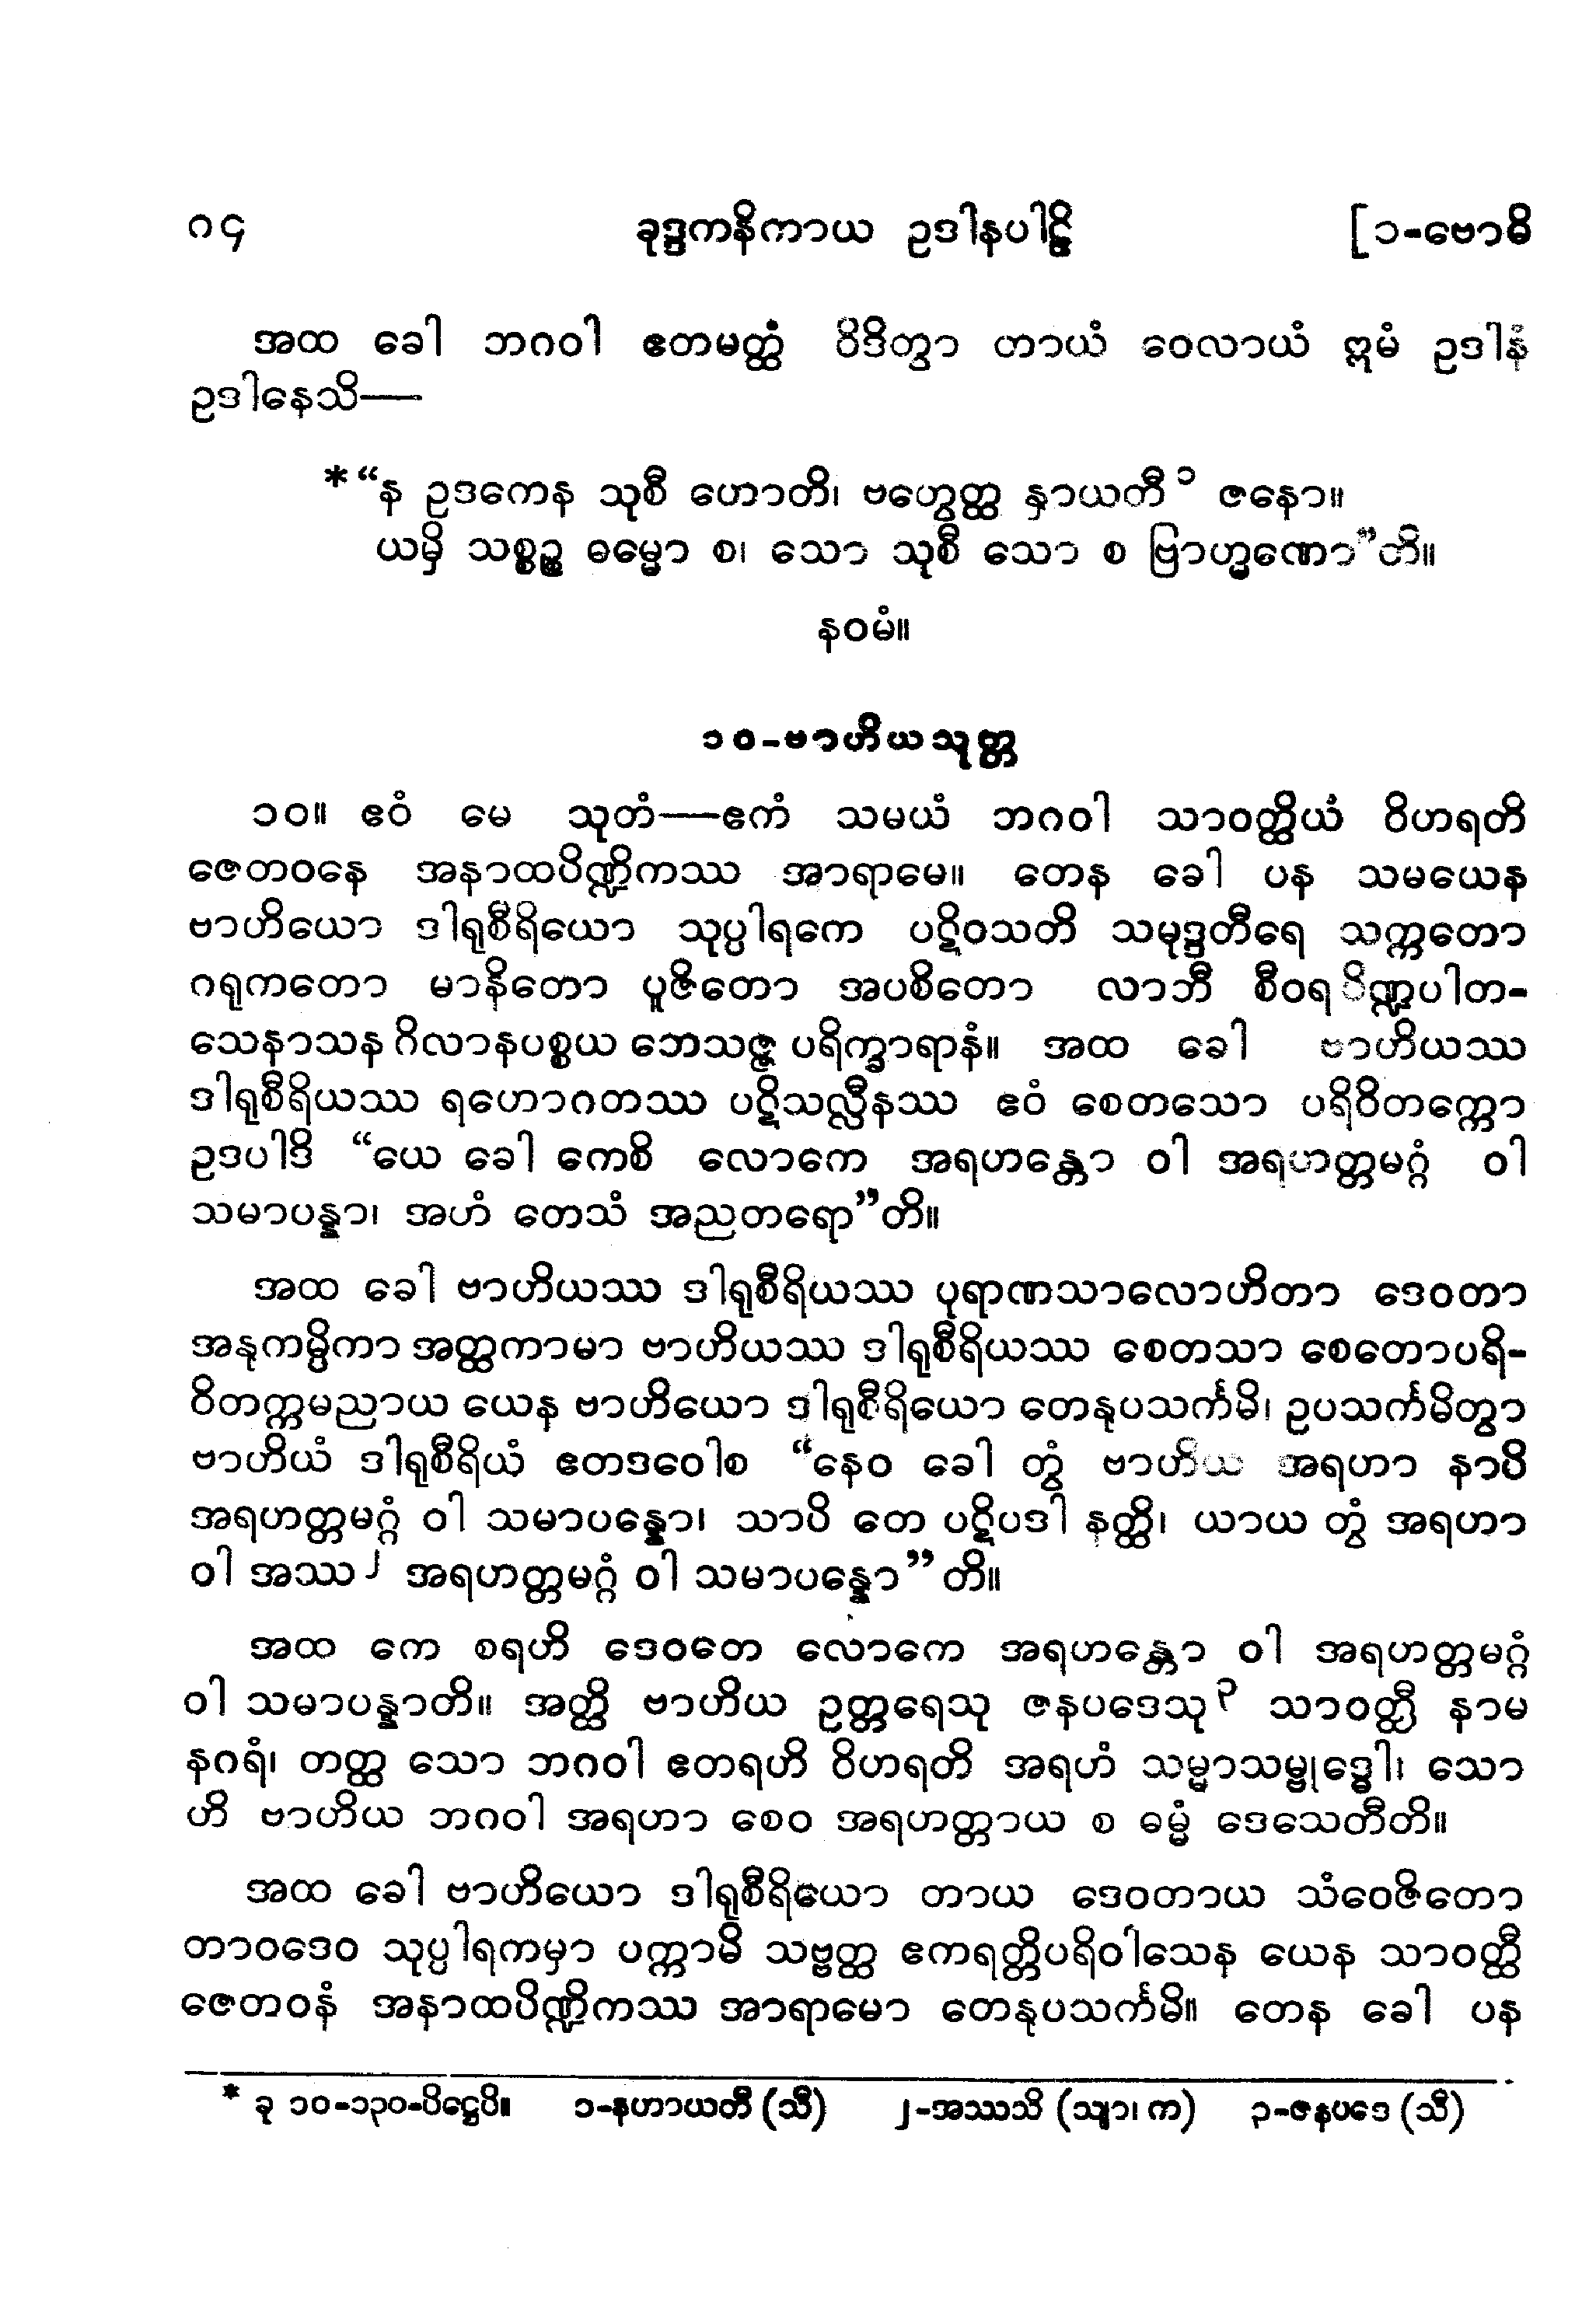 ၈၄ ခုဒ္ဒကနိကာယ ဥဒါနပါဠိ [၁-ဗောဓိ
အထ ခေါ ဘဂဝါ ဧတမတ္ထံ ဝိဒိတွာ တာယံ ဝေလာယံ ဣမံ ဥဒါနံ
ဥဒါနေသိ—
*“န ဥဒကေန သုစီ ဟောတိ၊ ဗဟွေတ္ထ နှာယတီ ၁ ဇနော။
ယမှိ သစ္စဉ္စ ဓမ္မော စ၊ သော သုစီ သော စ ဗြာဟ္မဏော”တိ။
နဝမံ။
၁၀-ဗာဟိယသုတ္တ
၁၀။ ဧဝံ မေ သုတံ—ဧကံ သမယံ ဘဂဝါ သာဝတ္ထိယံ ဝိဟရတိ
ဇေတဝနေ အနာထပိဏ္ဍိကဿ အာရာမေ။ တေန ခေါ ပန သမယေန
ဗာဟိယော ဒါရုစီရိယော သုပ္ပါရကေ ပဋိဝသတိ သမုဒ္ဒတီရေ သက္ကတော
ဂရုကတော မာနိတော ပူဇိတော အပစိတော လာဘီ စီဝရပိဏ္ဍပါတ-
သေနာသန ဂိလာနပစ္စယ ဘေသဇ္ဇ ပရိက္ခာရာနံ။ အထ ခေါ ဗာဟိယဿ
ဒါရုစီရိယဿ ရဟောဂတဿ ပဋိသလ္လီနဿ ဧဝံ စေတသော ပရိဝိတက္ကော
ဥဒပါဒိ “ယေ ခေါ ကေစိ လောကေ အရဟန္တော ဝါ အရဟတ္တမဂ္ဂံ ဝါ
သမာပန္နာ၊ အဟံ တေသံ အညတရော”တိ။
အထ ခေါ ဗာဟိယဿ ဒါရုစီရိယဿ ပုရာဏသာလောဟိတာ ဒေဝတာ
အနုကမ္ပိကာ အတ္ထကာမာ ဗာဟိယဿ ဒါရုစီရိယဿ စေတသာ စေတောပရိ-
ဝိတက္ကမညာယ ယေန ဗာဟိယော ဒါရုစီရိယော တေနုပသင်္ကမိ၊ ဥပသင်္ကမိတွာ
ဗာဟိယံ ဒါရုစီရိယံ ဧတဒဝေါစ “နေဝ ခေါ တွံ ဗာဟိယ အရဟာ နာပိ
အရဟတ္တမဂ္ဂံ ဝါ သမာပန္နော၊ သာပိ တေ ပဋိပဒါ နတ္ထိ၊ ယာယ တွံ အရဟာ
ဝါ အဿ ၂ အရဟတ္တမဂ္ဂံ ဝါ သမာပန္နော”တိ။
အထ ကေ စရဟိ ဒေဝတေ လောကေ အရဟန္တော ဝါ အရဟတ္တမဂ္ဂံ
ဝါ သမာပန္နာတိ။ အတ္ထိ ဗာဟိယ ဥတ္တရေသု ဇနပဒေသု ၃ သာဝတ္ထိ နာမ
နဂရံ၊ တတ္ထ သော ဘဂဝါ ဧတရဟိ ဝိဟရတိ အရဟံ သမ္မာသမ္ဗုဒ္ဓေါ၊ သော
ဟိ ဗာဟိယ ဘဂဝါ အရဟာ စေဝ အရဟတ္တာယ စ ဓမ္မံ ဒေသေတီတိ။
အထ ခေါ ဗာဟိယော ဒါရုစီရိယော တာယ ဒေဝတာယ သံဝေဇိတော
တာဝဒေဝ သုပ္ပါရကမှာ ပက္ကာမိ သဗ္ဗတ္ထ ဧကရတ္တိပရိဝါသေန ယေန သာဝတ္ထိ
ဇေတဝနံ အနာထပိဏ္ဍိကဿ အာရာမော တေနုပသင်္ကမိ။ တေန ခေါ ပန
* ခု ၁၀-၁၃၀-ပိဋ္ဌေပိ။ ၁-နဟာယတီ (သီ) ၂-အဿသိ (သျာ၊ က) ၃-ဇနပဒေ (သီ)